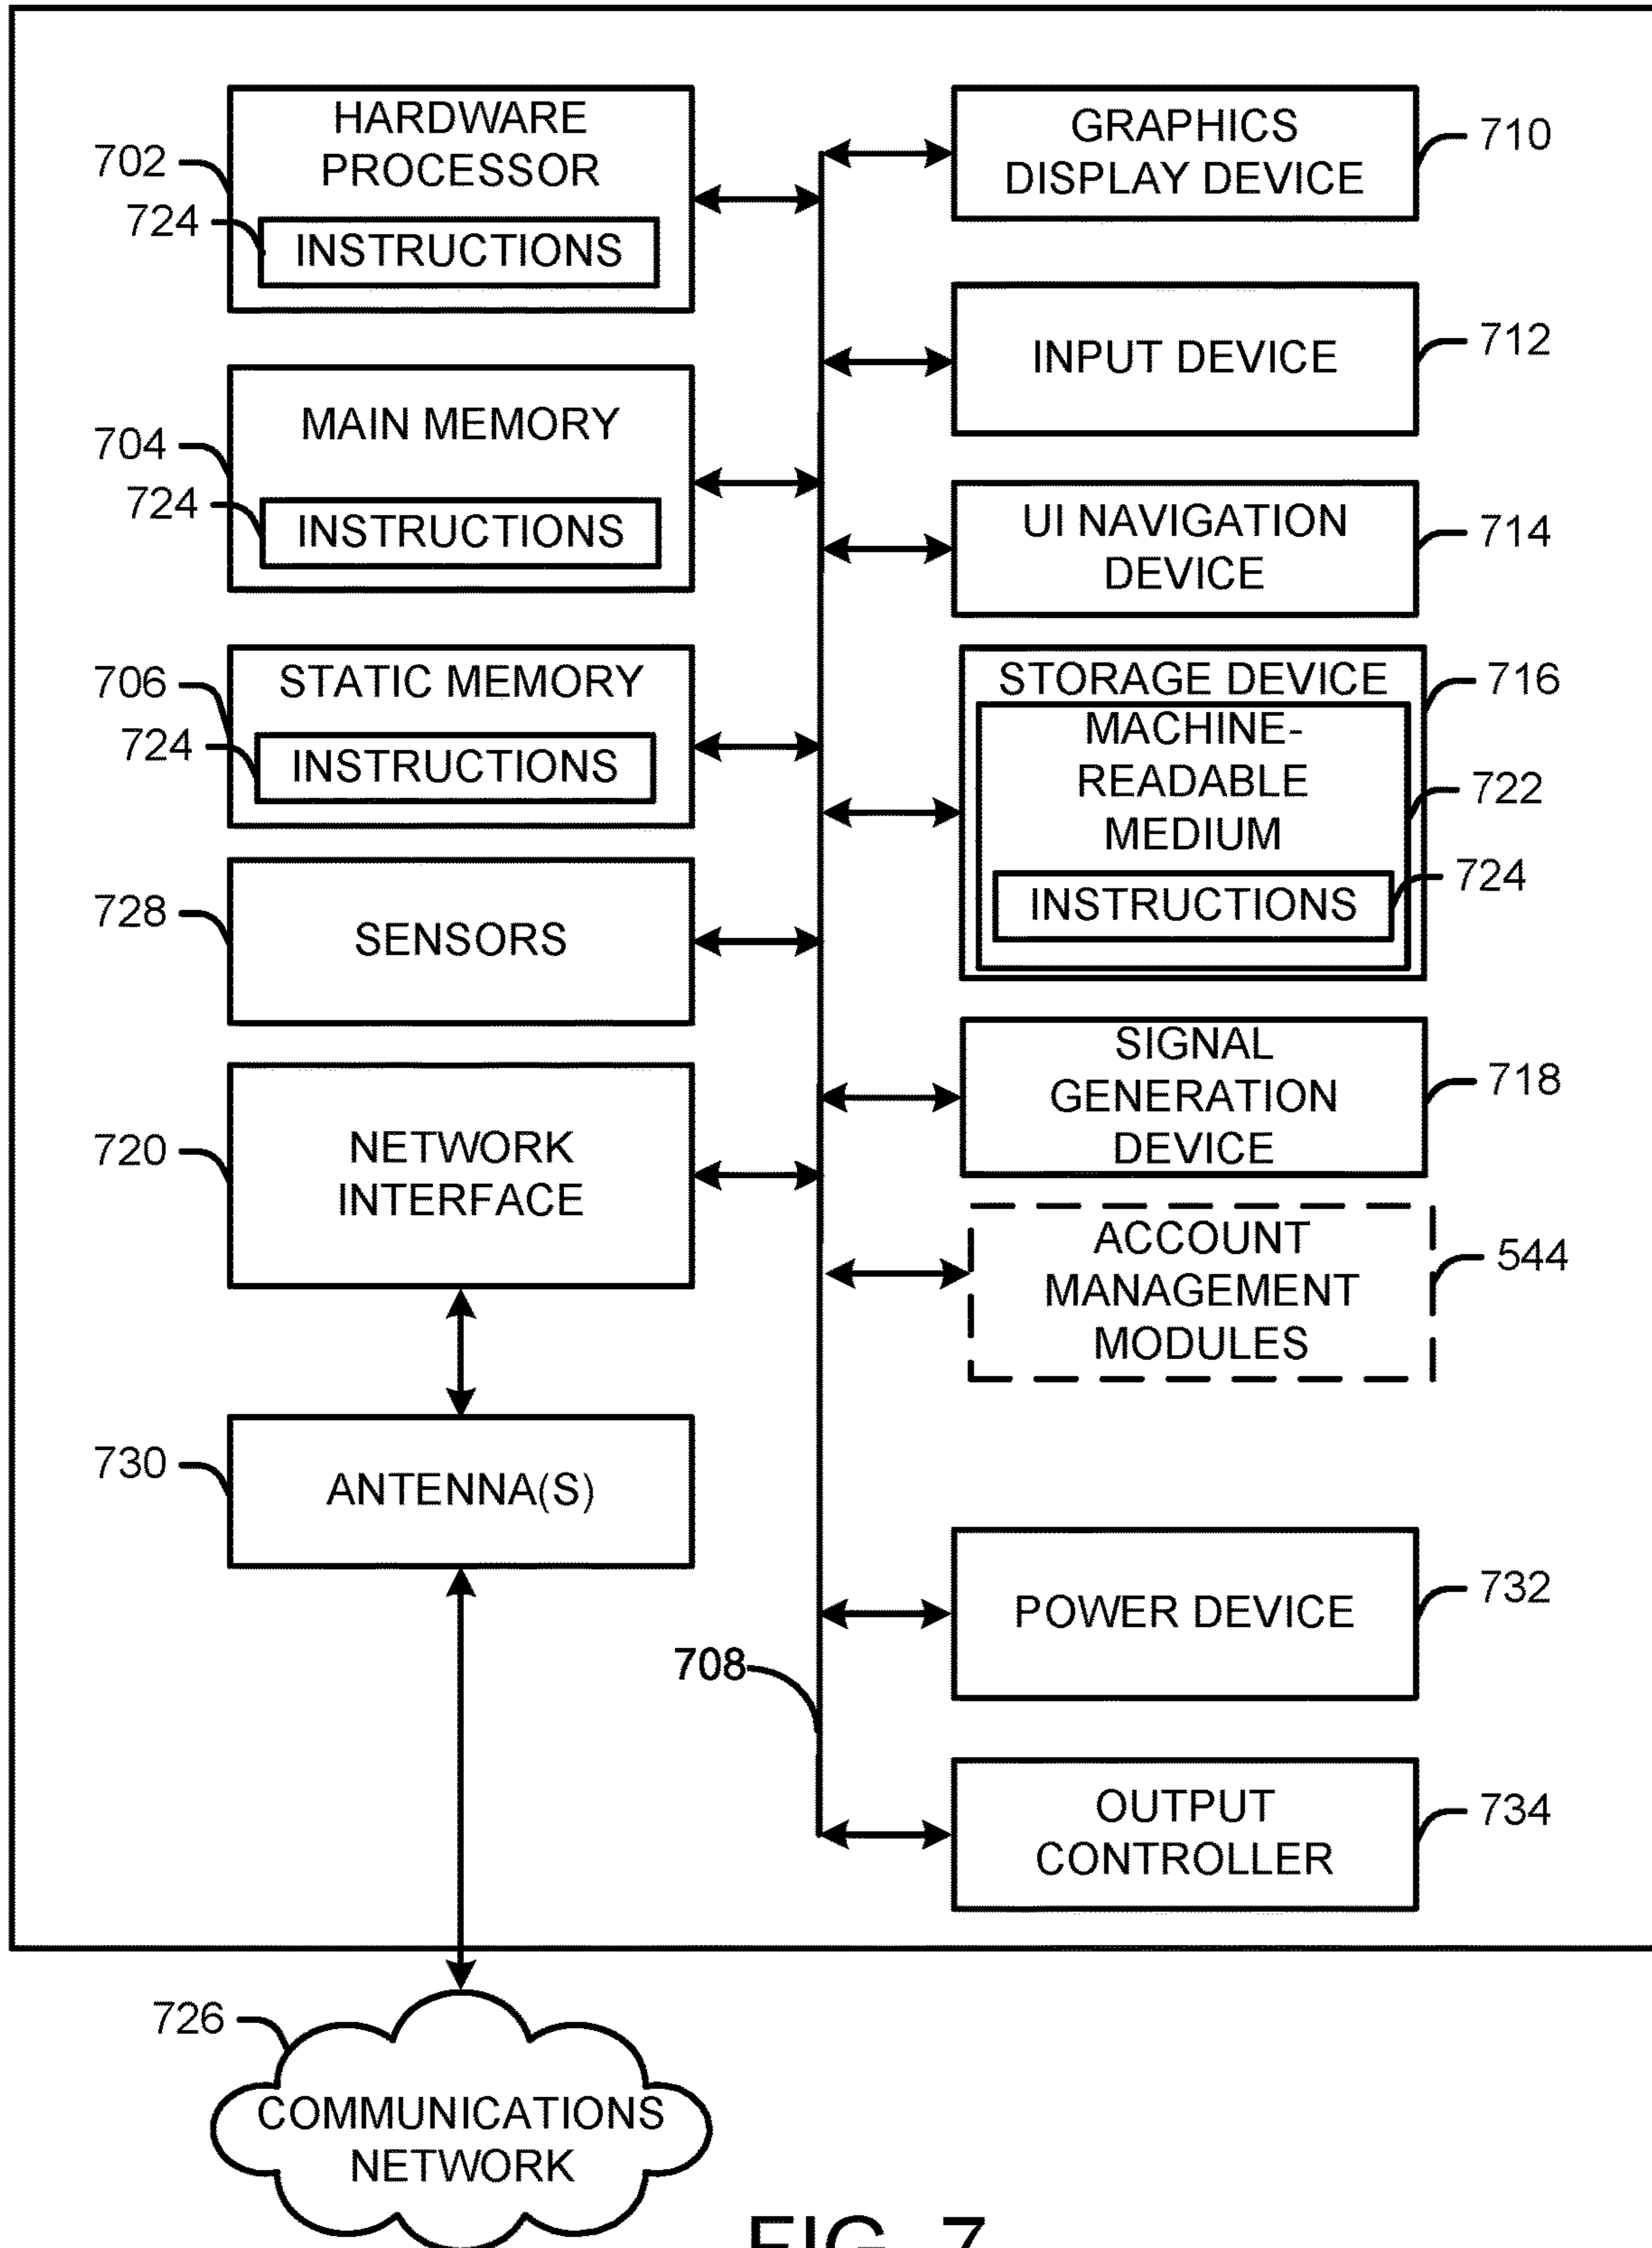 HARDWARE
PROCESSOR
702
724
INSTRUCTIONS
MAIN MEMORY
704
724
INSTRUCTIONS
STATIC MEMORY
706
724
INSTRUCTIONS
728
SENSORS
720
NETWORK
INTERFACE
730
ANTENNA(S)
708
GRAPHICS
DISPLAY DEVICE
710
INPUT DEVICE
712
UI NAVIGATION
DEVICE
714
STORAGE DEVICE
716
MACHINE-
READABLE
MEDIUM
722
INSTRUCTIONS
724
SIGNAL
GENERATION
DEVICE
718
ACCOUNT
MANAGEMENT
MODULES
544
POWER DEVICE
732
OUTPUT
CONTROLLER
734
726
COMMUNICATIONS
NETWORK
FIG. 7